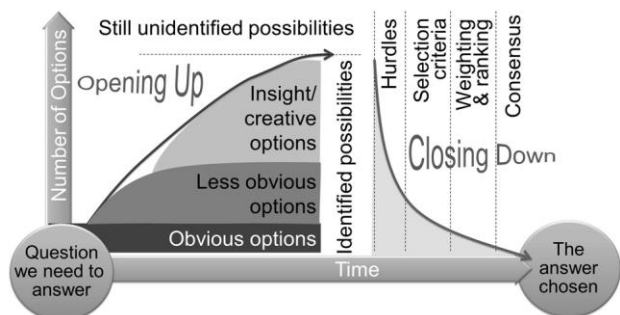 Still unidentified possibilities
Number of Options
Opening Up
Insight/
creative
options
Less obvious
options
Obvious options
Identified possibilities
Hurdles
Selection
criteria
Weighting
& ranking
Consensus
Closing Down
Question
we need to
answer
Time
The
answer
chosen